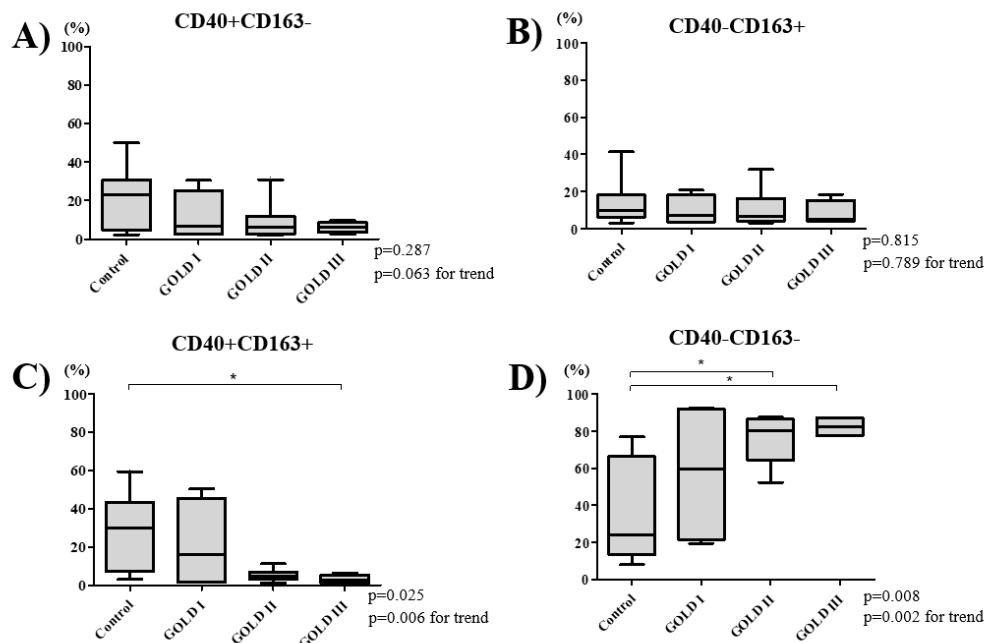 A)
CD40+CD163-
(%)
100
80
60
40
20
0
Control
GOLD I
GOLD II
GOLD III
p=0.287
p=0.063 for trend
B)
CD40-CD163+
(%)
100
80
60
40
20
0
Control
GOLD I
GOLD II
GOLD III
p=0.815
p=0.789 for trend
C)
CD40+CD163+
(%)
*
100
80
60
40
20
0
Control
GOLD I
GOLD II
GOLD III
p=0.025
p=0.006 for trend
D)
CD40-CD163-
(%)
*
*
100
80
60
40
20
0
Control
GOLD I
GOLD II
GOLD III
p=0.008
p=0.002 for trend